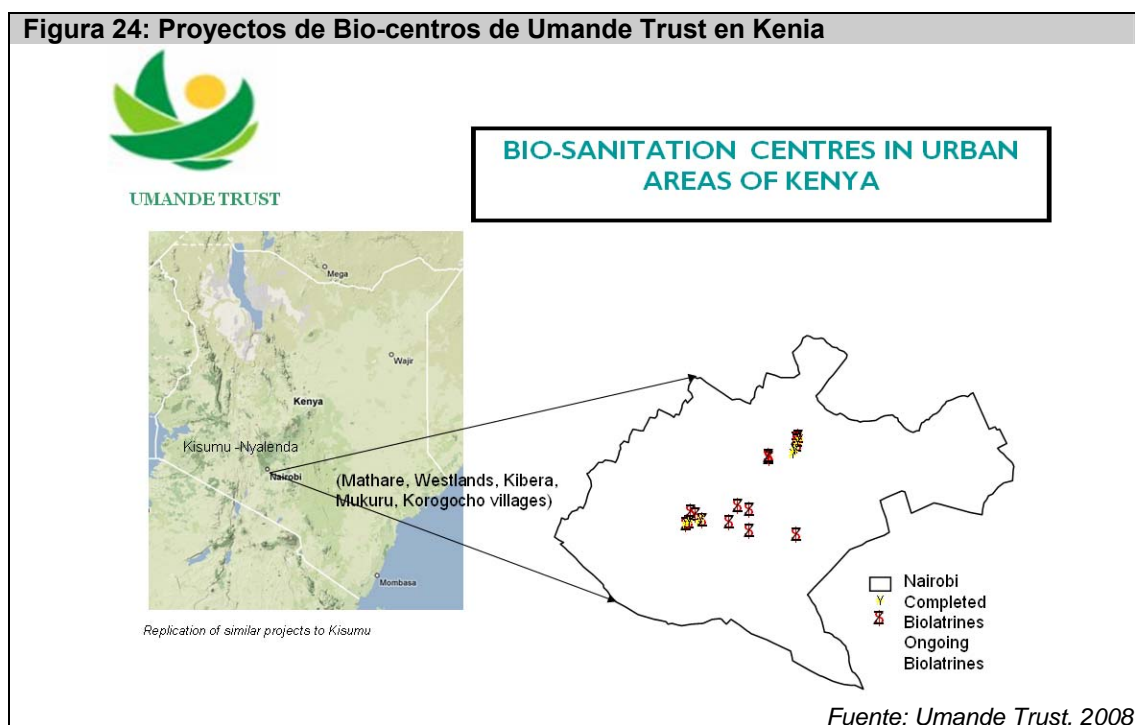 Figura 24: Proyectos de Bio-centros de Umande Trust en Kenia
UMANDE TRUST
BIO-SANITATION CENTRES IN URBAN
AREAS OF KENYA
Mega
Wajir
Kenya
Kisumu -Nyalenda
Nairobi
(Mathare, Westlands, Kibera,
Mukuru, Korogocho villages)
Mombasa
Replication of similar projects to Kisumu
Nairobi
Completed
Biolatrines
Ongoing
Biolatrines
Fuente: Umande Trust. 2008